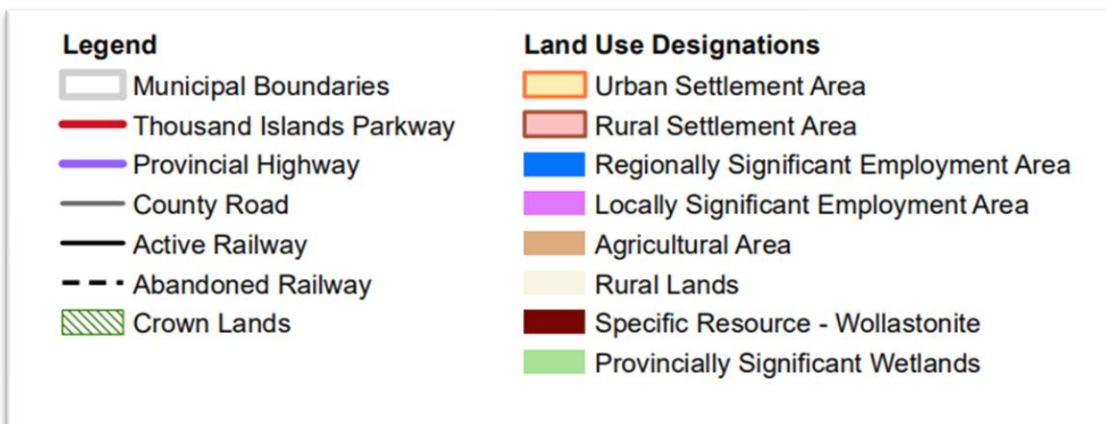 Legend
Municipal Boundaries
Thousand Islands Parkway
Provincial Highway
County Road
Active Railway
Abandoned Railway
Crown Lands
Land Use Designations
Urban Settlement Area
Rural Settlement Area
Regionally Significant Employment Area
Locally Significant Employment Area
Agricultural Area
Rural Lands
Specific Resource - Wollastonite
Provincially Significant Wetlands